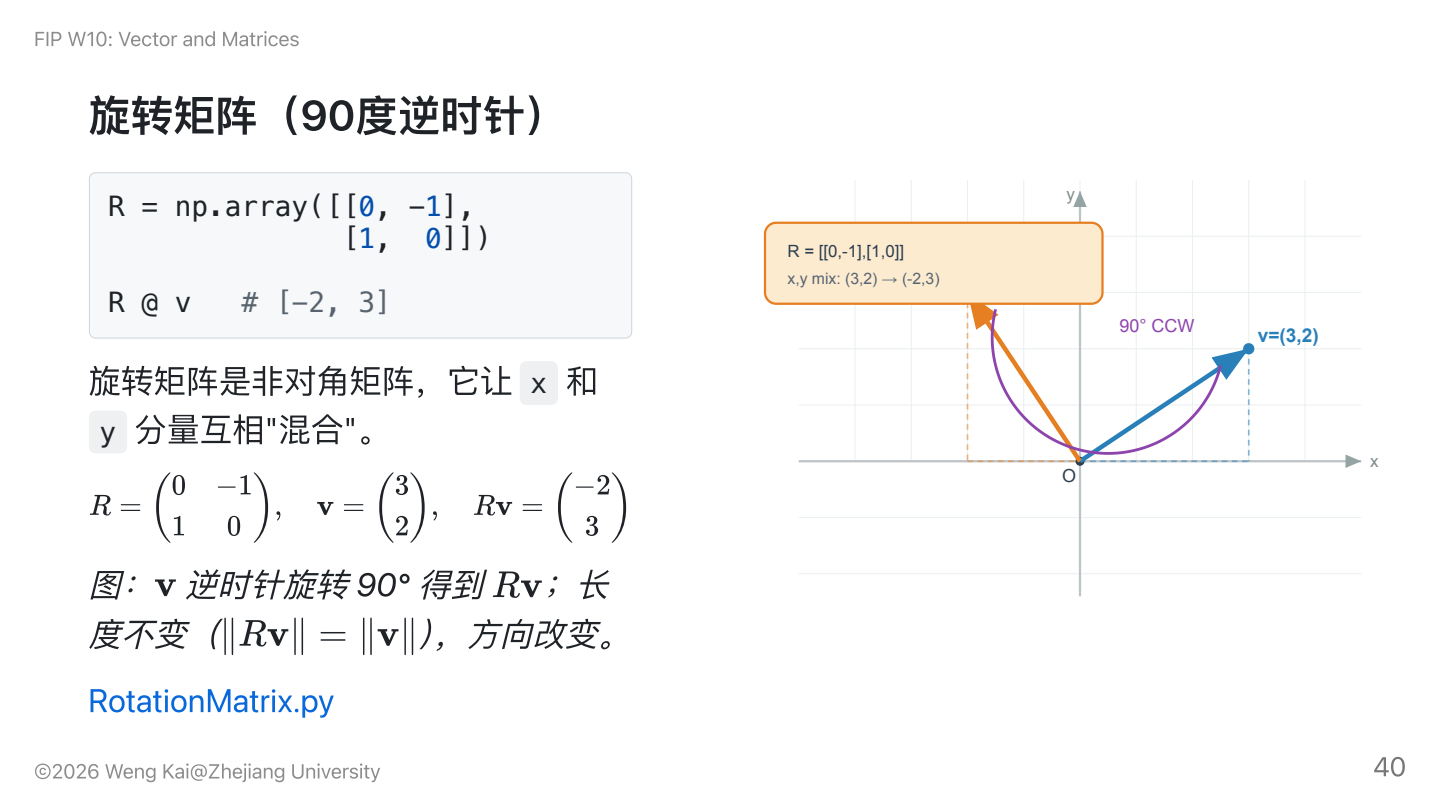 FIP W10: Vector and Matrices
旋转矩阵（90度逆时针）
R = np.array([[0, -1],
              [1,  0]])
R @ v   # [-2, 3]
旋转矩阵是非对角矩阵，它让 x 和
y 分量互相"混合"。
R = (0 -1; 1 0), v = (3; 2), Rv = (-2; 3)
图：v 逆时针旋转 90° 得到 Rv；长
度不变（‖Rv‖ = ‖v‖），方向改变。
RotationMatrix.py
y
R = [[0,-1],[1,0]]
x,y mix: (3,2) → (-2,3)
90° CCW
v=(3,2)
x
O
©2026 Weng Kai@Zhejiang University
40